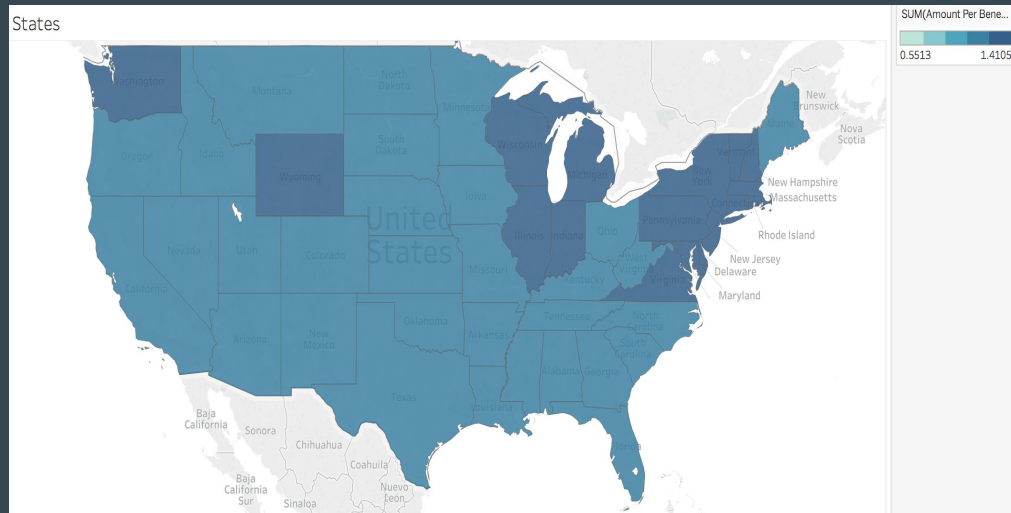 States
SUM(Amount Per Bene...
0.5513
1.4105
Washington
Montana
North
Dakota
Minnesota
Oregon
Idaho
South
Dakota
Wyoming
Wisconsin
Michigan
New
York
Vermont
Maine
New
Brunswick
Nova
Scotia
New Hampshire
Massachusetts
Rhode Island
Iowa
Nevada
Utah
Colorado
United
States
Illinois
Indiana
Ohio
Pennsylvania
Connecti
New Jersey
Delaware
Maryland
West
Virginia
Virginia
California
Missouri
Kentucky
Arizona
New
Mexico
Oklahoma
Arkansas
Tennessee
North
Carolina
South
Carolina
Alabama
Georgia
Texas
Louisiana
Florida
Baja
California
Sonora
Chihuahua
Coahuila
Baja
California
Sur
Sinaloa
Nuevo
León